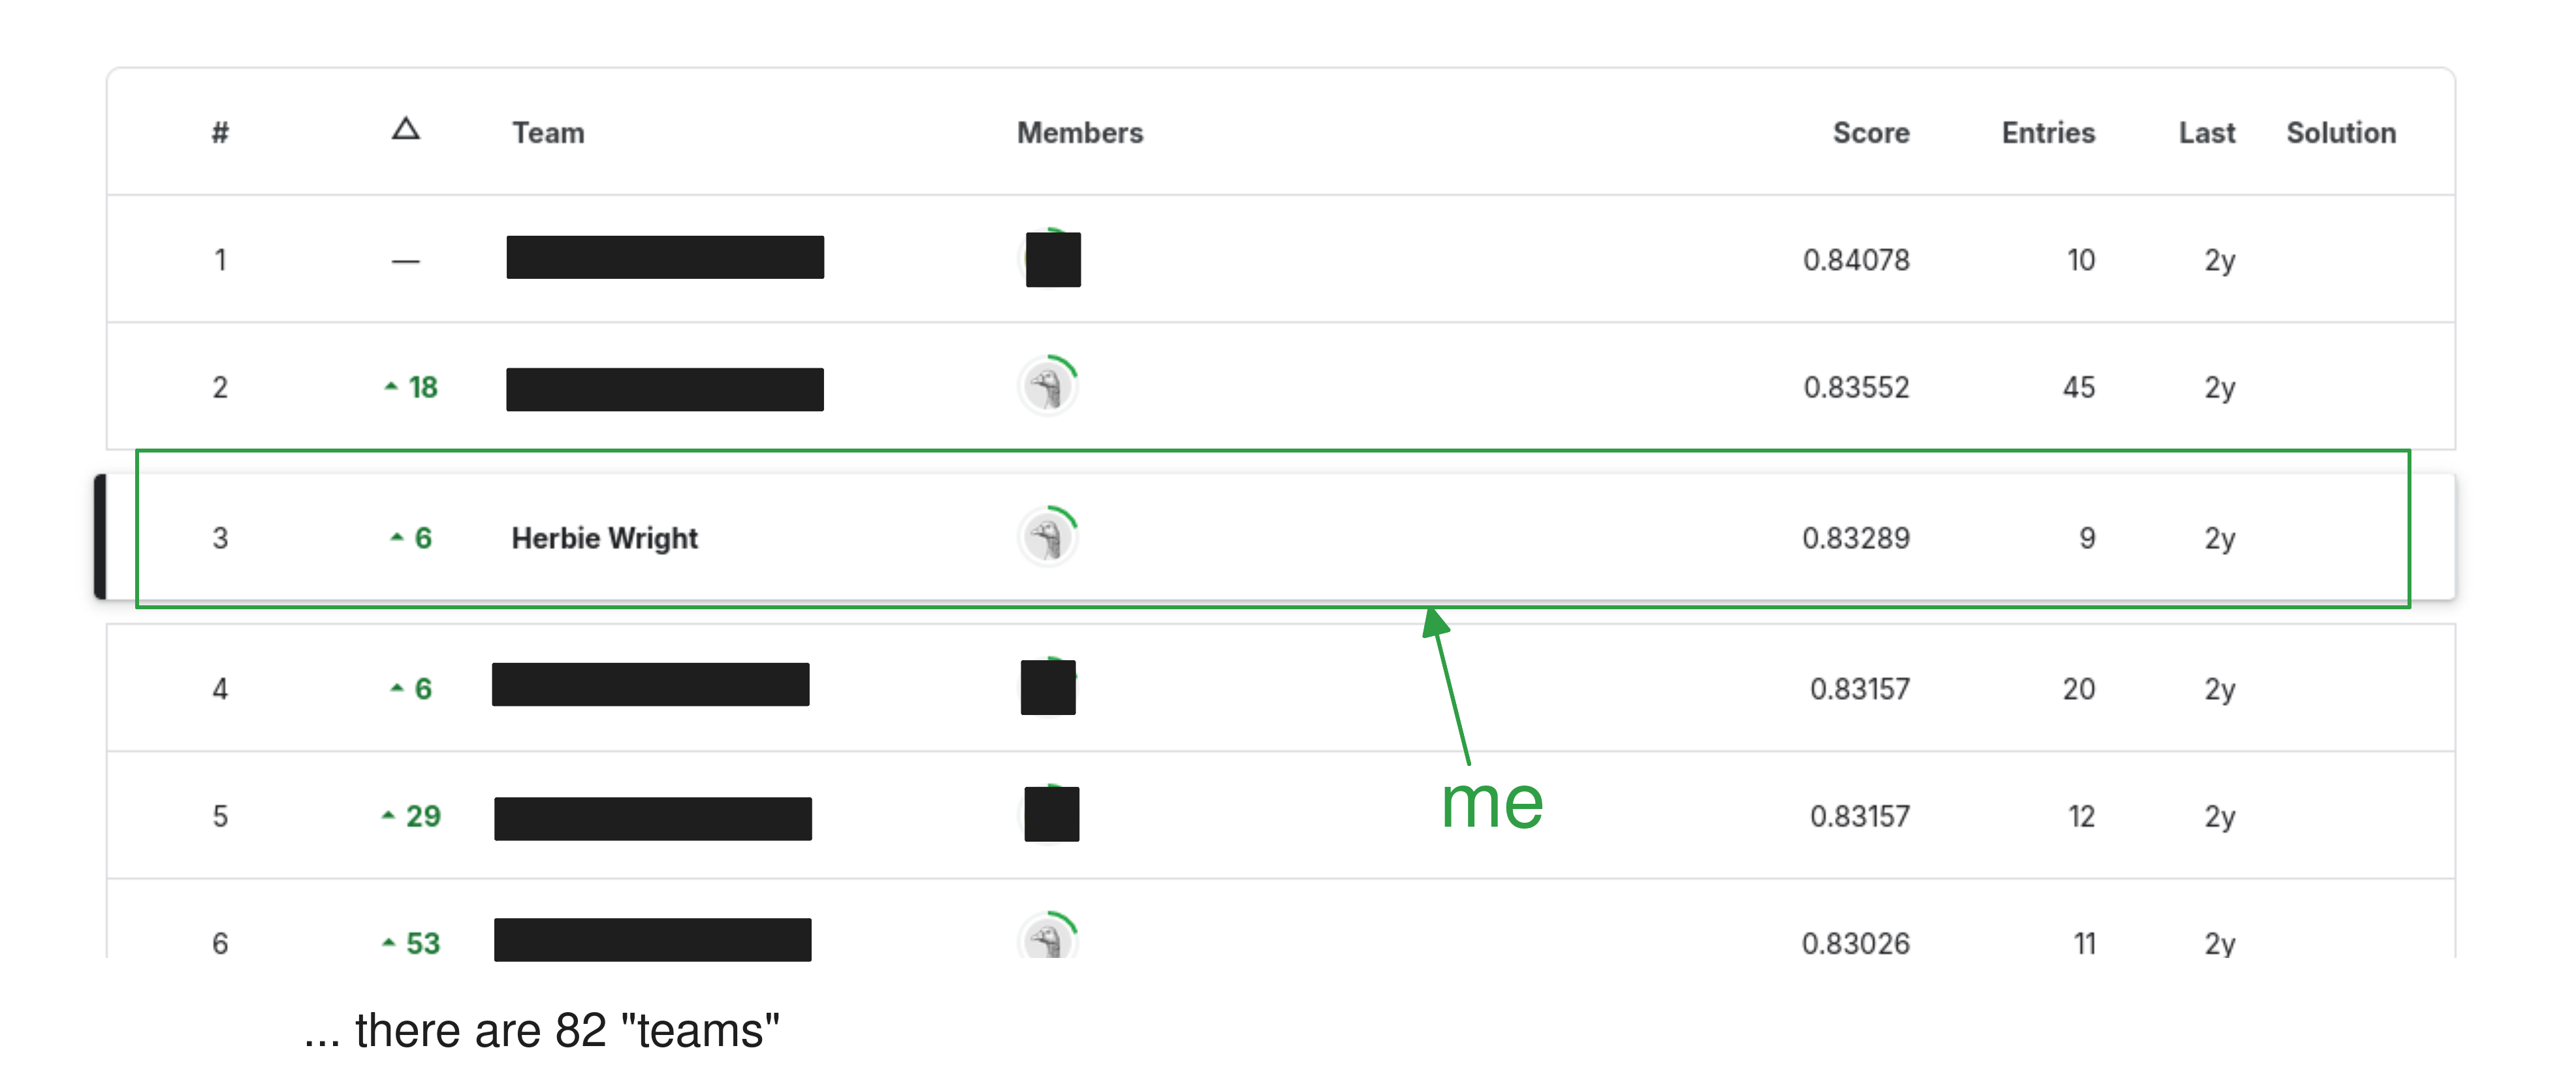 # △ Team Members Score Entries Last Solution
1 — 0.84078 10 2y
2 18 0.83552 45 2y
3 6 Herbie Wright 0.83289 9 2y
4 6 0.83157 20 2y
me
5 29 0.83157 12 2y
6 53 0.83026 11 2y
... there are 82 "teams"